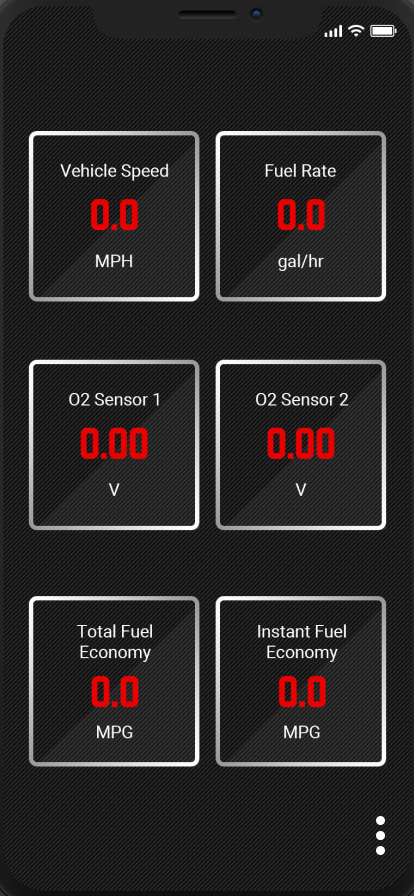 Vehicle Speed
0.0
MPH
Fuel Rate
0.0
gal/hr
O2 Sensor 1
0.00
V
O2 Sensor 2
0.00
V
Total Fuel
Economy
0.0
MPG
Instant Fuel
Economy
0.0
MPG